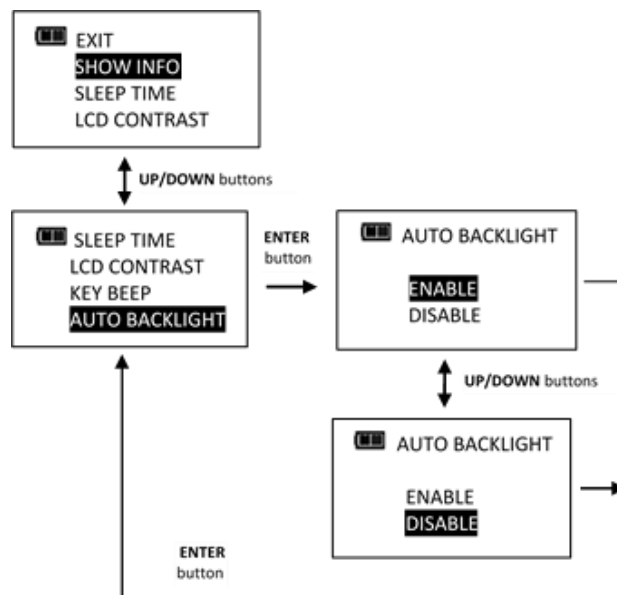 EXIT
SHOW INFO
SLEEP TIME
LCD CONTRAST
UP/DOWN buttons
SLEEP TIME
LCD CONTRAST
KEY BEEP
AUTO BACKLIGHT
ENTER
button
AUTO BACKLIGHT
ENABLE
DISABLE
UP/DOWN buttons
AUTO BACKLIGHT
ENABLE
DISABLE
ENTER
button